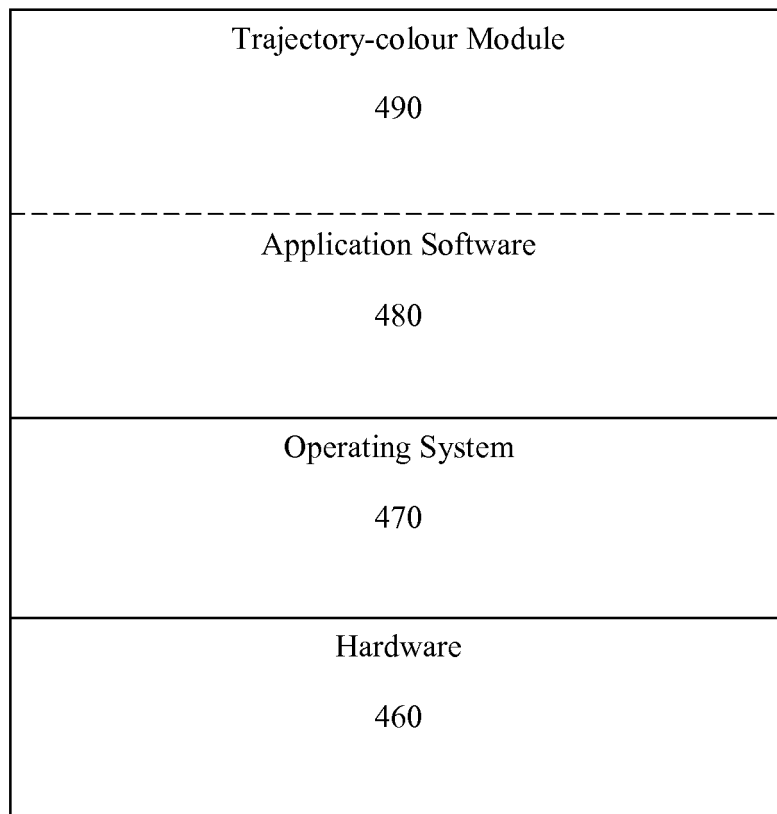 Trajectory-colour Module
490
Application Software
480
Operating System
470
Hardware
460